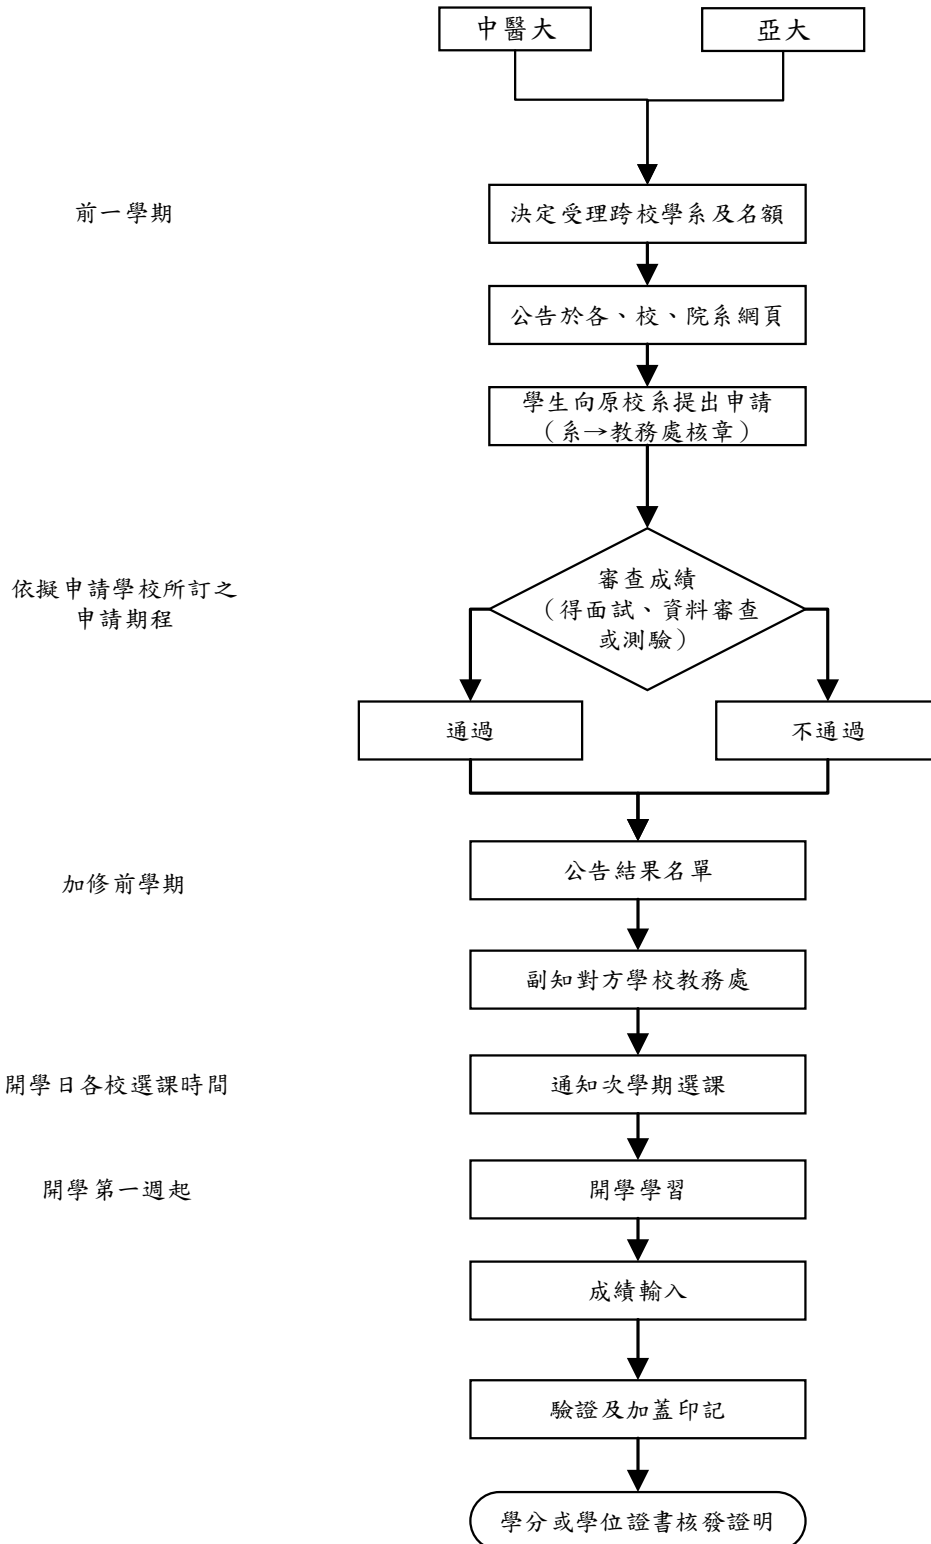 中醫大
亞大
前一學期
決定受理跨校學系及名額
公告於各、校、院系網頁
學生向原校系提出申請
（系→教務處核章）
依擬申請學校所訂之
申請期程
審查成績
（得面試、資料審查
或測驗）
通過
不通過
加修前學期
公告結果名單
副知對方學校教務處
開學日各校選課時間
通知次學期選課
開學第一週起
開學學習
成績輸入
驗證及加蓋印記
學分或學位證書核發證明